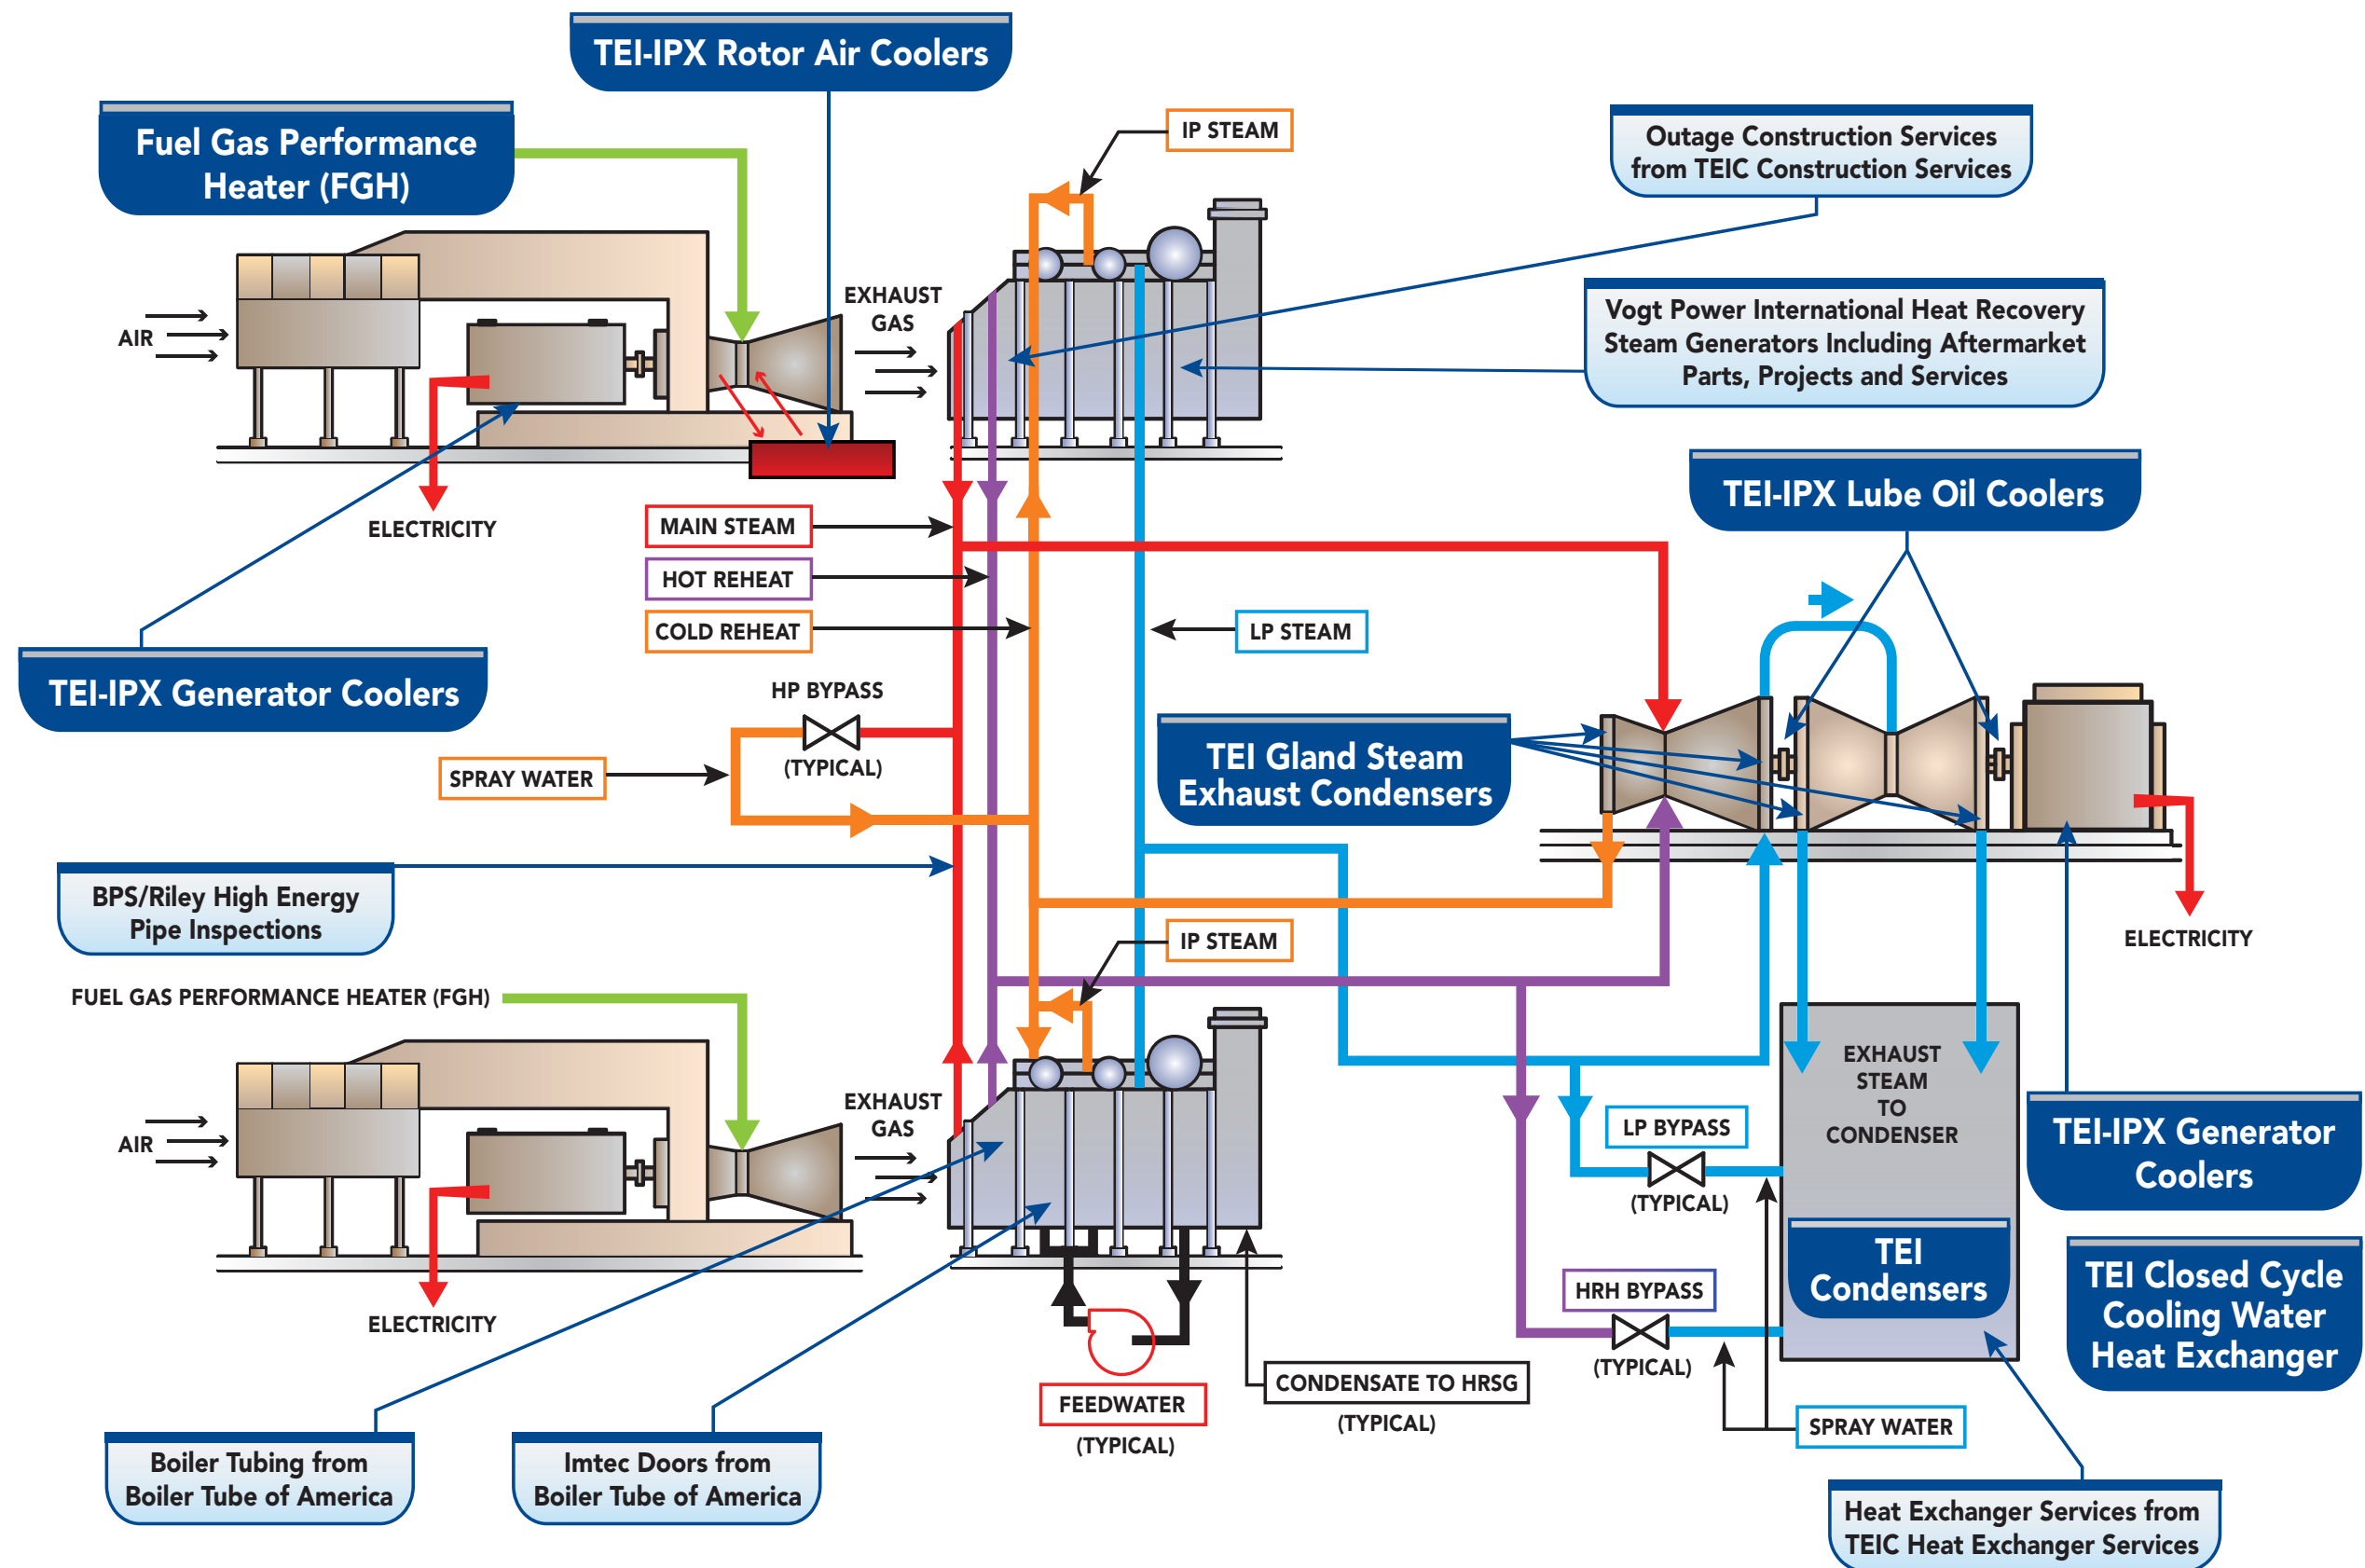 TEI-IPX Rotor Air Coolers
Fuel Gas Performance
Heater (FGH)
IP STEAM
Outage Construction Services
from TEIC Construction Services
EXHAUST
GAS
AIR
Vogt Power International Heat Recovery
Steam Generators Including Aftermarket
Parts, Projects and Services
TEI-IPX Lube Oil Coolers
ELECTRICITY
MAIN STEAM
HOT REHEAT
COLD REHEAT
LP STEAM
TEI-IPX Generator Coolers
HP BYPASS
(TYPICAL)
SPRAY WATER
TEI Gland Steam
Exhaust Condensers
BPS/Riley High Energy
Pipe Inspections
IP STEAM
ELECTRICITY
FUEL GAS PERFORMANCE HEATER (FGH)
EXHAUST
GAS
AIR
EXHAUST
STEAM
TO
CONDENSER
LP BYPASS
(TYPICAL)
TEI-IPX Generator
Coolers
TEI
Condensers
HRH BYPASS
(TYPICAL)
TEI Closed Cycle
Cooling Water
Heat Exchanger
ELECTRICITY
FEEDWATER
(TYPICAL)
CONDENSATE TO HRSG
(TYPICAL)
SPRAY WATER
Boiler Tubing from
Boiler Tube of America
Imtec Doors from
Boiler Tube of America
Heat Exchanger Services from
TEIC Heat Exchanger Services